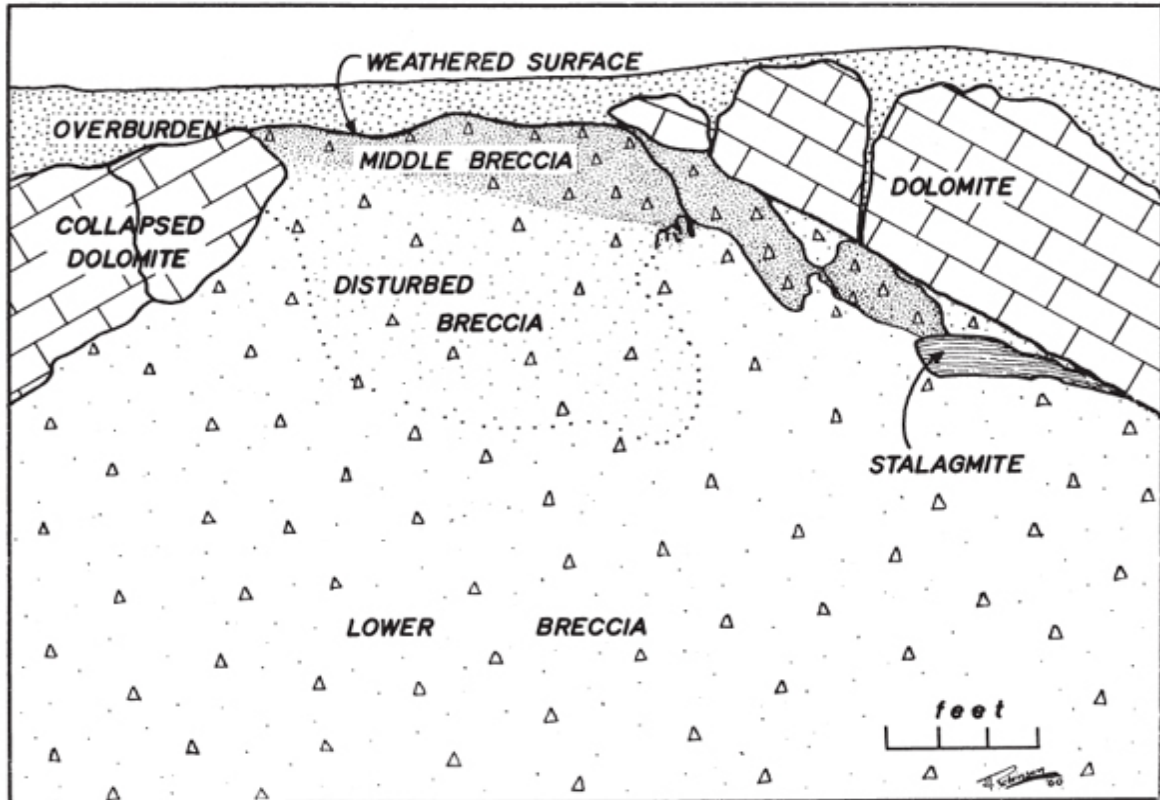 WEATHERED SURFACE
OVERBURDEN
MIDDLE BRECCIA
DOLOMITE
COLLAPSED
DOLOMITE
DISTURBED
BRECCIA
STALAGMITE
LOWER BRECCIA
feet